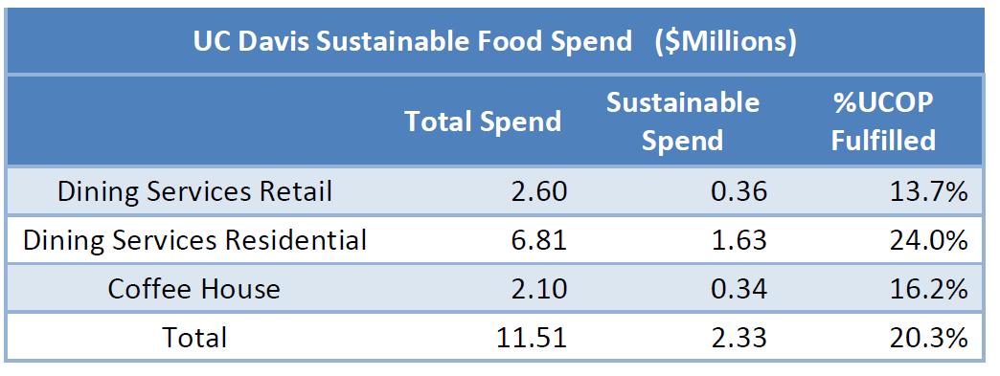 UC Davis Sustainable Food Spend ($Millions)
Total Spend Sustainable Spend %UCOP Fulfilled
Dining Services Retail 2.60 0.36 13.7%
Dining Services Residential 6.81 1.63 24.0%
Coffee House 2.10 0.34 16.2%
Total 11.51 2.33 20.3%